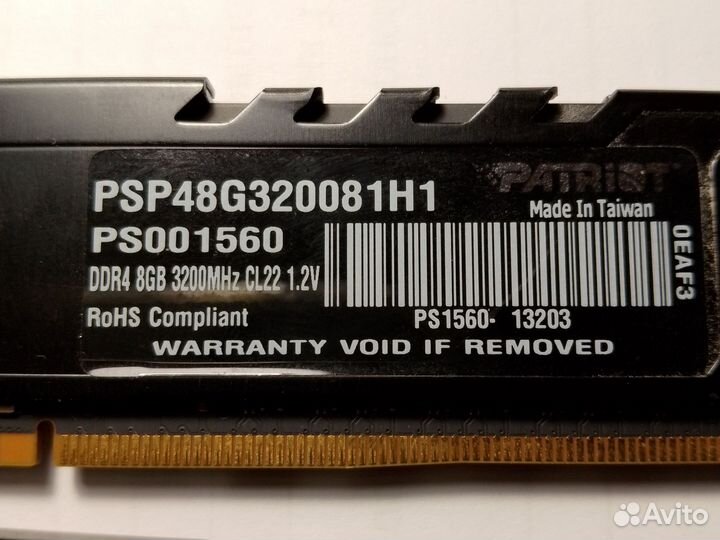 PATRIOT
PSP48G320081H1
Made In Taiwan
PS001560
DDR4 8GB 3200MHz CL22 1.2V
0EAF3
RoHS Compliant
PS1560- 13203
WARRANTY VOID IF REMOVED
Avito